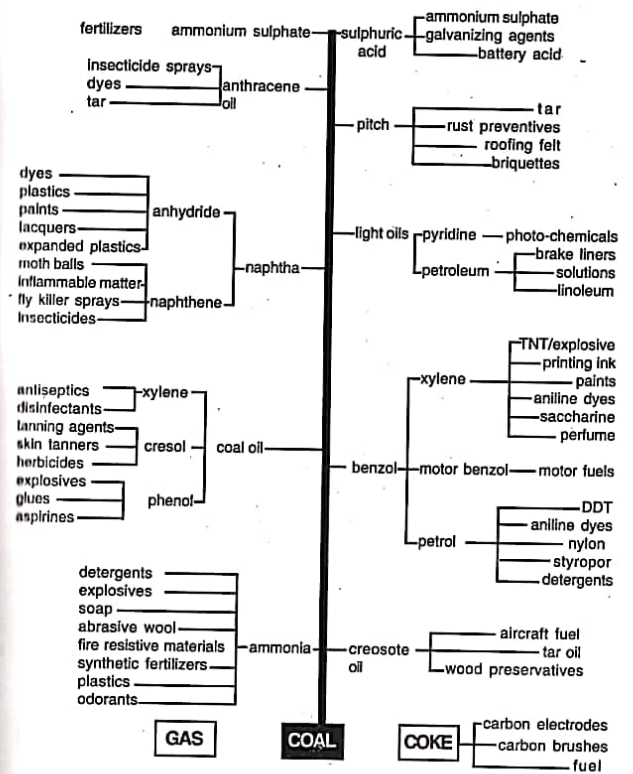 fertilizers ammonium sulphate
insecticide sprays
dyes
tar
anthracene
oil
dyes
plastics
paints
lacquers
expanded plastics
anhydride
moth balls
inflammable matter
fly killer sprays
insecticides
naphthene
naphtha
antiseptics
disinfectants
xylene
tanning agents
skin tanners
herbicides
cresol
explosives
glues
aspirines
phenol
coal oil
detergents
explosives
soap
abrasive wool
fire resistive materials
synthetic fertilizers
plastics
odorants
ammonia
sulphuric
acid
ammonium sulphate
galvanizing agents
battery acid
pitch
tar
rust preventives
roofing felt
briquettes
light oils
pyridine
photo-chemicals
petroleum
brake liners
solutions
linoleum
benzol
xylene
TNT/explosive
printing ink
paints
aniline dyes
saccharine
perfume
motor benzol
motor fuels
petrol
DDT
aniline dyes
nylon
styropor
detergents
creosote
oil
aircraft fuel
tar oil
wood preservatives
GAS
COAL
COKE
carbon electrodes
carbon brushes
fuel